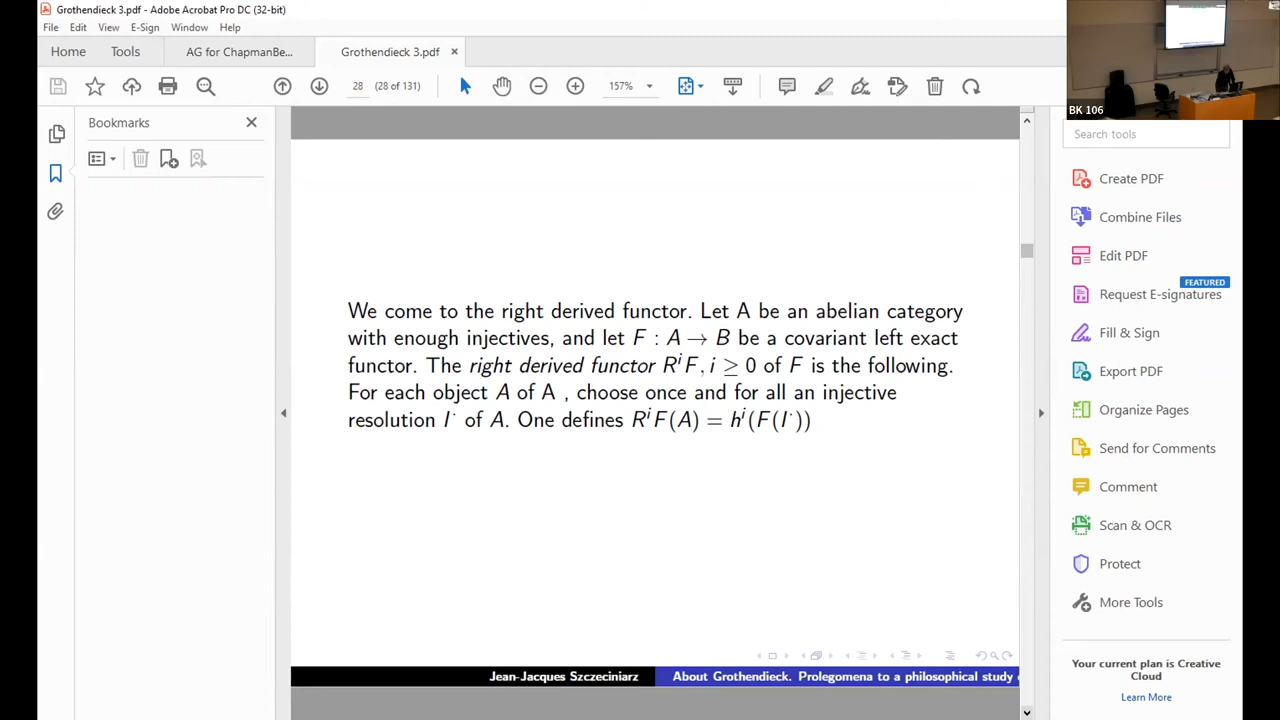 Grothendieck 3.pdf - Adobe Acrobat Pro DC (32-bit)
File Edit View E-Sign Window Help
Home Tools AG for ChapmanBe... Grothendieck 3.pdf
28 (28 of 131) 157%
BK 106
Bookmarks
Search tools
Create PDF
Combine Files
Edit PDF
FEATURED
Request E-signatures
Fill & Sign
Export PDF
Organize Pages
Send for Comments
Comment
Scan & OCR
Protect
More Tools
Your current plan is Creative
Cloud
Learn More
We come to the right derived functor. Let A be an abelian category
with enough injectives, and let F : A → B be a covariant left exact
functor. The right derived functor RⁱF, i ≥ 0 of F is the following.
For each object A of A , choose once and for all an injective
resolution I˙ of A. One defines RⁱF(A) = hⁱ(F(I˙))
Jean-Jacques Szczeciniarz About Grothendieck. Prolegomena to a philosophical study